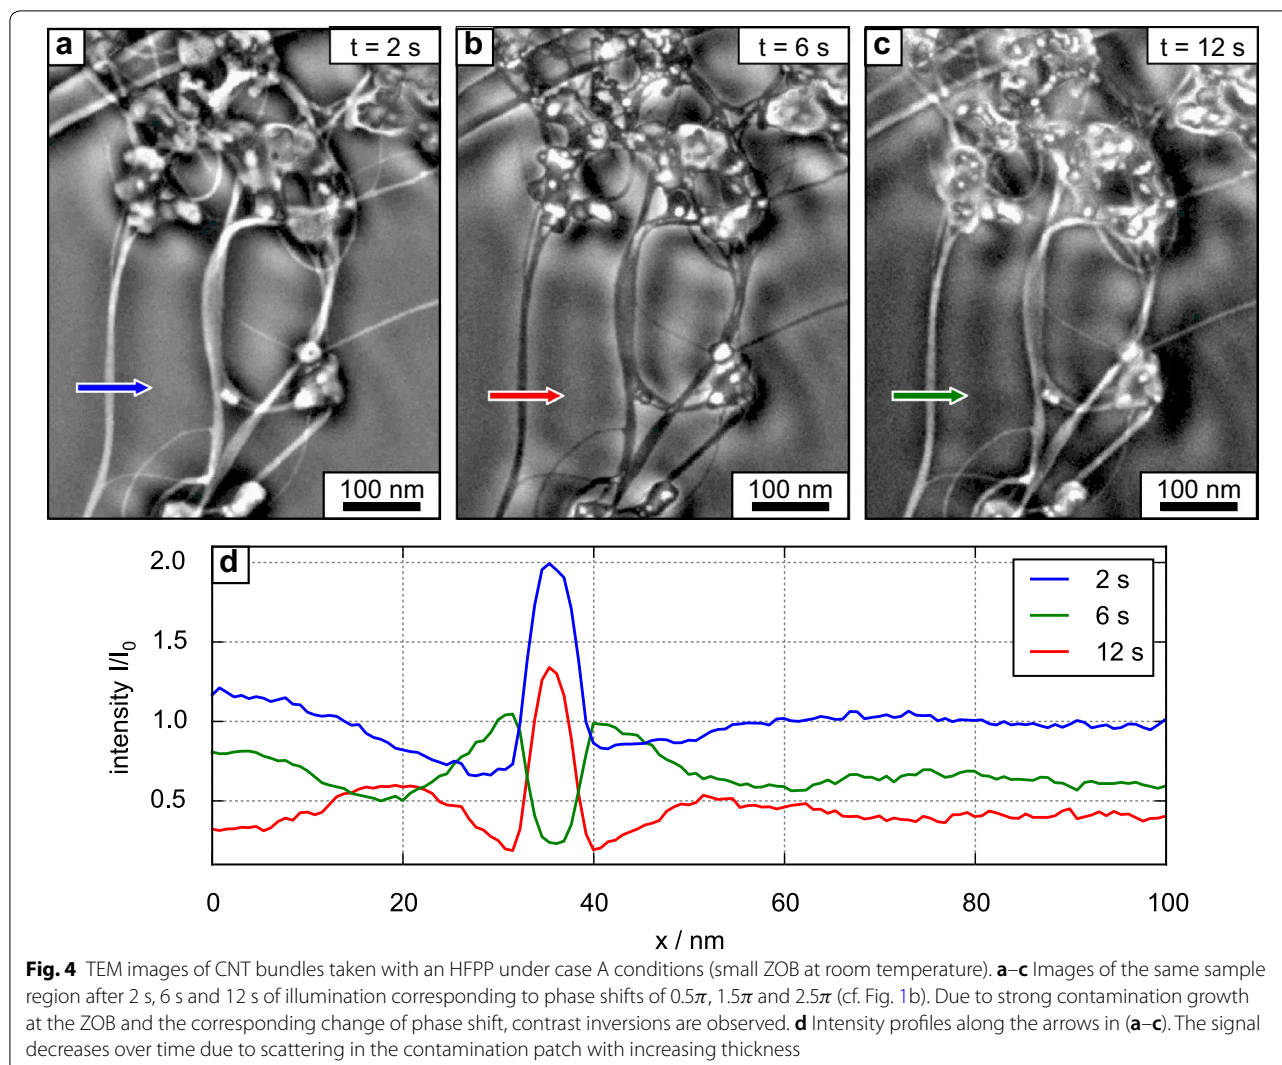 a
t = 2 s
b
t = 6 s
c
t = 12 s
100 nm
100 nm
100 nm
d
2.0
1.5
1.0
0.5
intensity I/I0
2 s
6 s
12 s
0
20
40
60
80
100
x / nm
Fig. 4 TEM images of CNT bundles taken with an HFPP under case A conditions (small ZOB at room temperature). a–c Images of the same sample
region after 2 s, 6 s and 12 s of illumination corresponding to phase shifts of 0.5π, 1.5π and 2.5π (cf. Fig. 1b). Due to strong contamination growth
at the ZOB and the corresponding change of phase shift, contrast inversions are observed. d Intensity profiles along the arrows in (a–c). The signal
decreases over time due to scattering in the contamination patch with increasing thickness